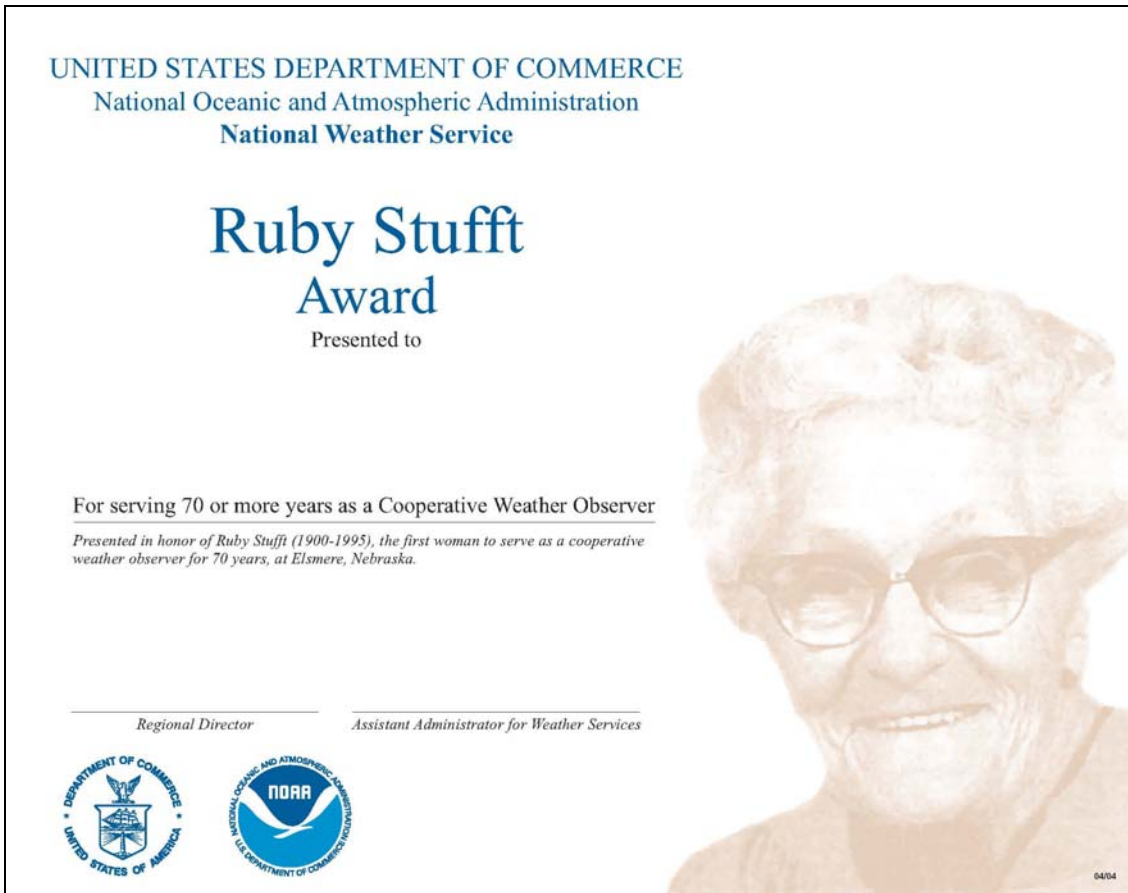 UNITED STATES DEPARTMENT OF COMMERCE
National Oceanic and Atmospheric Administration
National Weather Service
Ruby Stufft
Award
Presented to
For serving 70 or more years as a Cooperative Weather Observer
Presented in honor of Ruby Stufft (1900-1995), the first woman to serve as a cooperative
weather observer for 70 years, at Elsmere, Nebraska.
Regional Director
Assistant Administrator for Weather Services
DEPARTMENT OF COMMERCE
UNITED STATES OF AMERICA
NATIONAL OCEANIC AND ATMOSPHERIC ADMINISTRATION
NOAA
U.S. DEPARTMENT OF COMMERCE
04/04